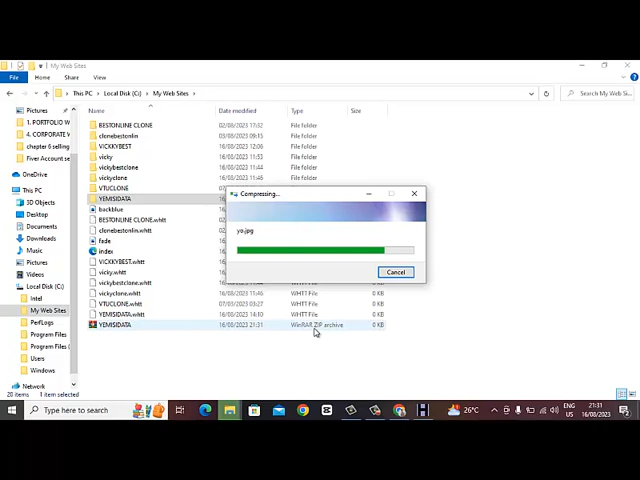 My Web Sites
File Home Share View
This PC Local Disk (C:) My Web Sites
Search My Web Sit...
Name Date modified Type Size
Pictures
1. PORTFOLIO W
4. CORPORATE W
chapter 6 selling
Fiver Account se
OneDrive
This PC
3D Objects
Desktop
Documents
Downloads
Music
Pictures
Videos
Local Disk (C:)
Intel
My Web Sites
PerfLogs
Program Files
Program Files (
Users
Windows
Network
BESTONLINE CLONE 02/08/2023 17:52 File folder
clonebestonlin 03/08/2023 09:15 File folder
VICKKYBEST 16/08/2023 12:06 File folder
vicky 16/08/2023 11:53 File folder
vickybestclone 16/08/2023 File folder
vickyclone 16/08/2023 11:46 File folder
VTUCLONE
YEMISIDATA
backblue
BESTONLINE CLONE.whtt
clonebestonlin.whtt
fade
index
VICKKYBEST.whtt
vicky.whtt
vickybestclone.whtt
vickyclone.whtt 16/08/2023 11:46 WHTT File 0 KB
VTUCLONE.whtt 07/03/2023 03:27 WHTT File 0 KB
YEMISIDATA.whtt 16/08/2023 14:10 WHTT File 0 KB
YEMISIDATA 16/08/2023 21:31 WinRAR ZIP archive 0 KB
Compressing...
yo.jpg
Cancel
20 items 1 item selected
Type here to search
26°C
ENG
US
21:31
16/08/2023